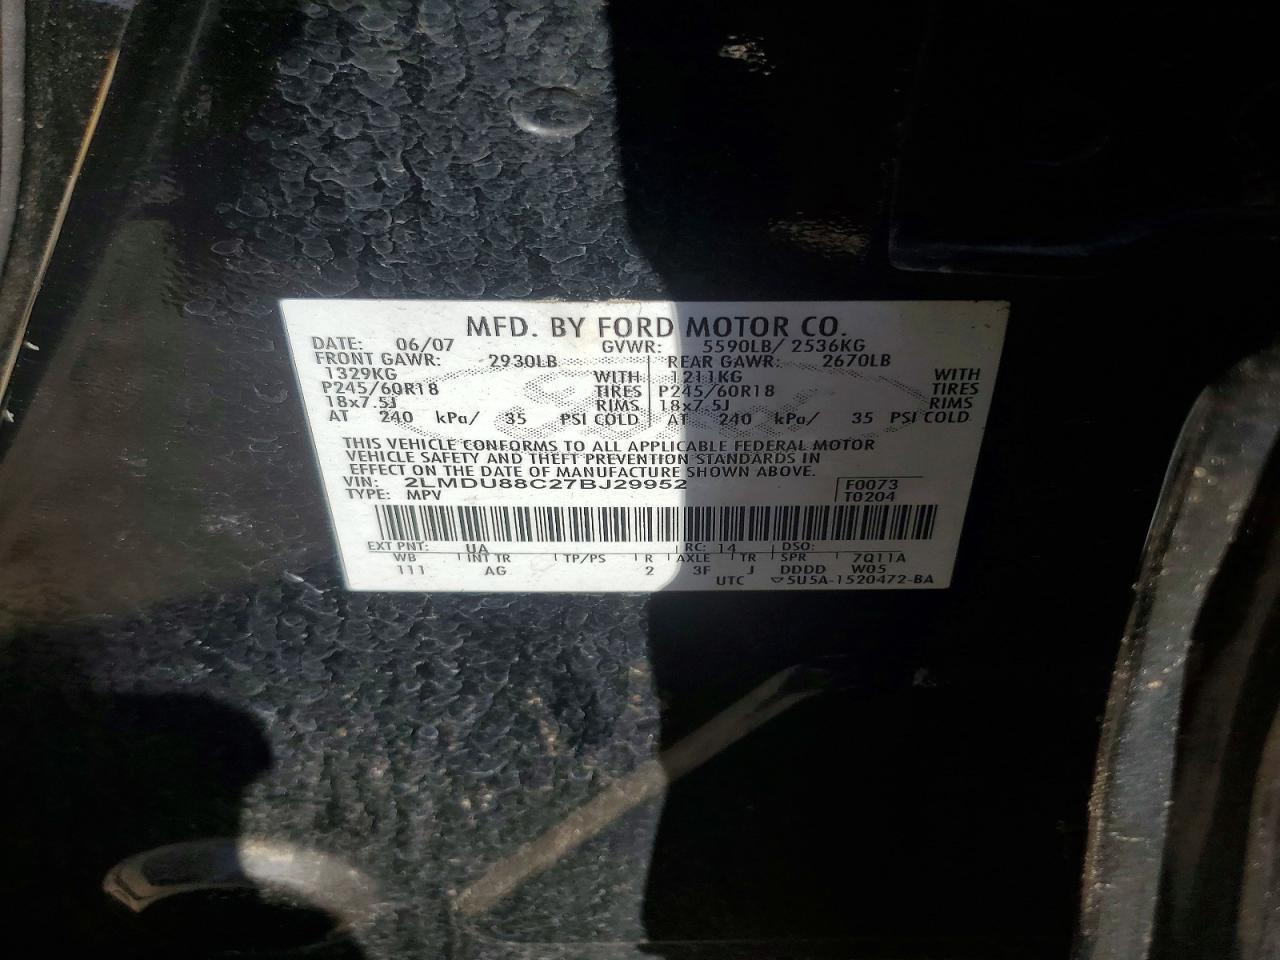 MFD. BY FORD MOTOR CO.
DATE: 06/07 GVWR: 5590LB/ 2536KG
FRONT GAWR: 2930LB REAR GAWR: 2670LB
1329KG WITH 1211KG WITH
P245/60R18 TIRES P245/60R18 TIRES
18x7.5J RIMS 18x7.5J RIMS
AT 240 kPa/ 35 PSI COLD AT 240 kPa/ 35 PSI COLD
THIS VEHICLE CONFORMS TO ALL APPLICABLE FEDERAL MOTOR
VEHICLE SAFETY AND THEFT PREVENTION STANDARDS IN
EFFECT ON THE DATE OF MANUFACTURE SHOWN ABOVE.
VIN: 2LMDU88C27BJ29952 F0073
TYPE: MPV T0204
EXT PNT: UA RC: 14 DSO:
WB INT TR TP/PS R AXLE TR SPR 7Q11A
111 AG 2 3F J DDDD W05
UTC ▽5U5A-1520472-BA